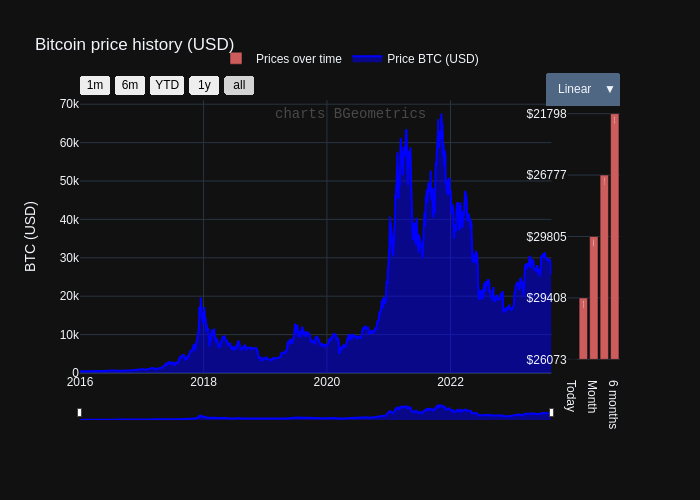 Bitcoin price history (USD)
Prices over time
Price BTC (USD)
1m
6m
YTD
1y
all
Linear ▼
charts BGeometrics
BTC (USD)
70k
60k
50k
40k
30k
20k
10k
0
2016
2018
2020
2022
$21798
$26777
$29805
$29408
$26073
Today
Month
6 months